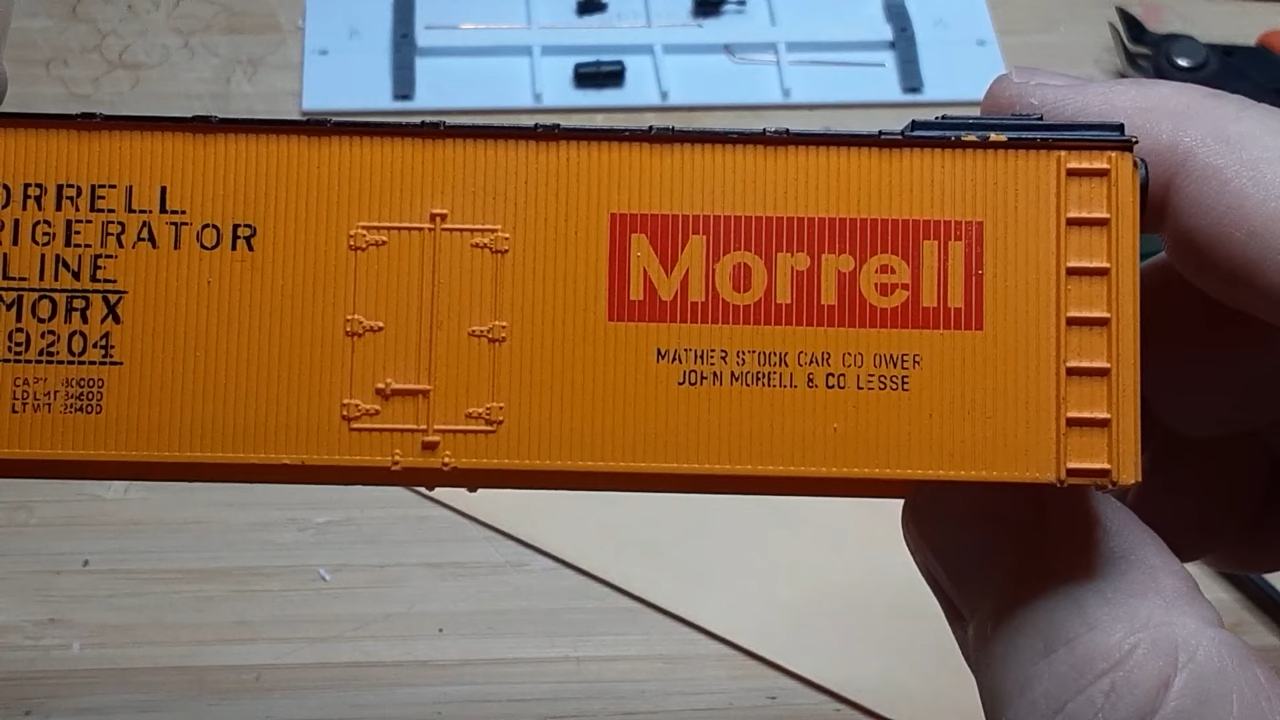 ORRELL
RIGERATOR
LINE
MORX
9204
CAPY 80000
LD LMT 84600
LT WT 25400
Morrell
MATHER STOCK CAR CO OWER
JOHN MORELL & CO. LESSE